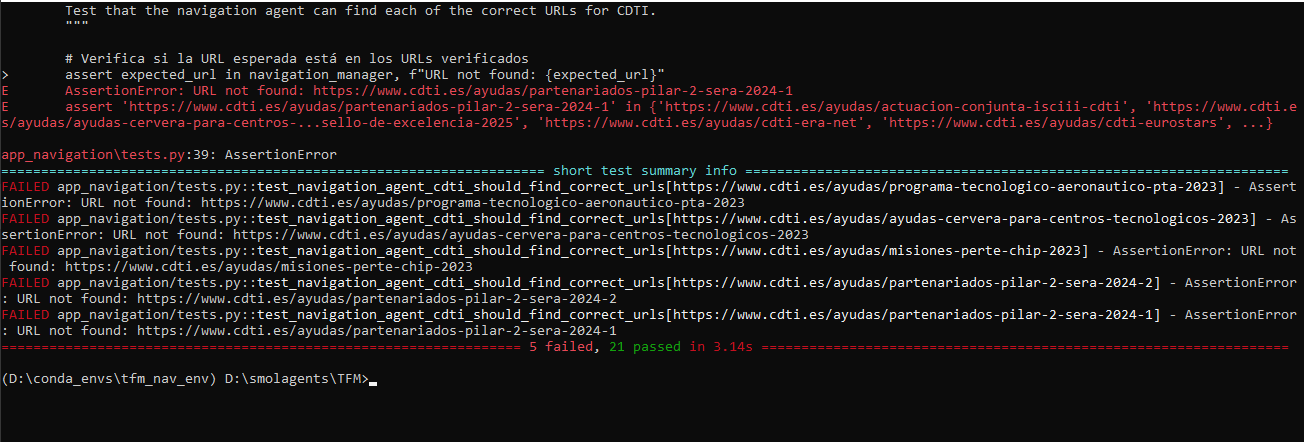 Test that the navigation agent can find each of the correct URLs for CDTI.
"""
# Verifica si la URL esperada está en los URLs verificados
> assert expected_url in navigation_manager, f"URL not found: {expected_url}"
E AssertionError: URL not found: https://www.cdti.es/ayudas/partenariados-pilar-2-sera-2024-1
E assert 'https://www.cdti.es/ayudas/partenariados-pilar-2-sera-2024-1' in {'https://www.cdti.es/ayudas/actuacion-conjunta-isciii-cdti', 'https://www.cdti.e
s/ayudas/ayudas-cervera-para-centros-...sello-de-excelencia-2025', 'https://www.cdti.es/ayudas/cdti-era-net', 'https://www.cdti.es/ayudas/cdti-eurostars', ...}
app_navigation\tests.py:39: AssertionError
==================================================================== short test summary info ====================================================================
FAILED app_navigation/tests.py::test_navigation_agent_cdti_should_find_correct_urls[https://www.cdti.es/ayudas/programa-tecnologico-aeronautico-pta-2023] - Assert
ionError: URL not found: https://www.cdti.es/ayudas/programa-tecnologico-aeronautico-pta-2023
FAILED app_navigation/tests.py::test_navigation_agent_cdti_should_find_correct_urls[https://www.cdti.es/ayudas/ayudas-cervera-para-centros-tecnologicos-2023] - As
sertionError: URL not found: https://www.cdti.es/ayudas/ayudas-cervera-para-centros-tecnologicos-2023
FAILED app_navigation/tests.py::test_navigation_agent_cdti_should_find_correct_urls[https://www.cdti.es/ayudas/misiones-perte-chip-2023] - AssertionError: URL not
found: https://www.cdti.es/ayudas/misiones-perte-chip-2023
FAILED app_navigation/tests.py::test_navigation_agent_cdti_should_find_correct_urls[https://www.cdti.es/ayudas/partenariados-pilar-2-sera-2024-2] - AssertionError
: URL not found: https://www.cdti.es/ayudas/partenariados-pilar-2-sera-2024-2
FAILED app_navigation/tests.py::test_navigation_agent_cdti_should_find_correct_urls[https://www.cdti.es/ayudas/partenariados-pilar-2-sera-2024-1] - AssertionError
: URL not found: https://www.cdti.es/ayudas/partenariados-pilar-2-sera-2024-1
================================================================= 5 failed, 21 passed in 3.14s ==================================================================
(D:\conda_envs\tfm_nav_env) D:\smolagents\TFM>